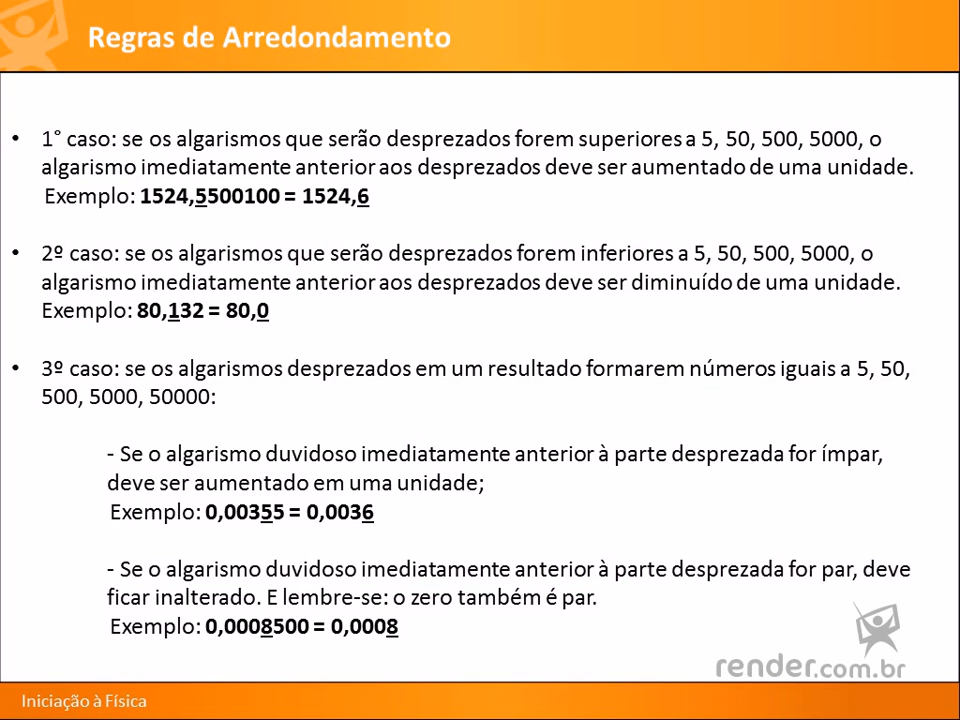 Regras de Arredondamento
• 1° caso: se os algarismos que serão desprezados forem superiores a 5, 50, 500, 5000, o
algarismo imediatamente anterior aos desprezados deve ser aumentado de uma unidade.
Exemplo: 1524,5500100 = 1524,6
• 2º caso: se os algarismos que serão desprezados forem inferiores a 5, 50, 500, 5000, o
algarismo imediatamente anterior aos desprezados deve ser diminuído de uma unidade.
Exemplo: 80,132 = 80,0
• 3º caso: se os algarismos desprezados em um resultado formarem números iguais a 5, 50,
500, 5000, 50000:
- Se o algarismo duvidoso imediatamente anterior à parte desprezada for ímpar,
deve ser aumentado em uma unidade;
Exemplo: 0,00355 = 0,0036
- Se o algarismo duvidoso imediatamente anterior à parte desprezada for par, deve
ficar inalterado. E lembre-se: o zero também é par.
Exemplo: 0,0008500 = 0,0008
render.com.br
Iniciação à Física